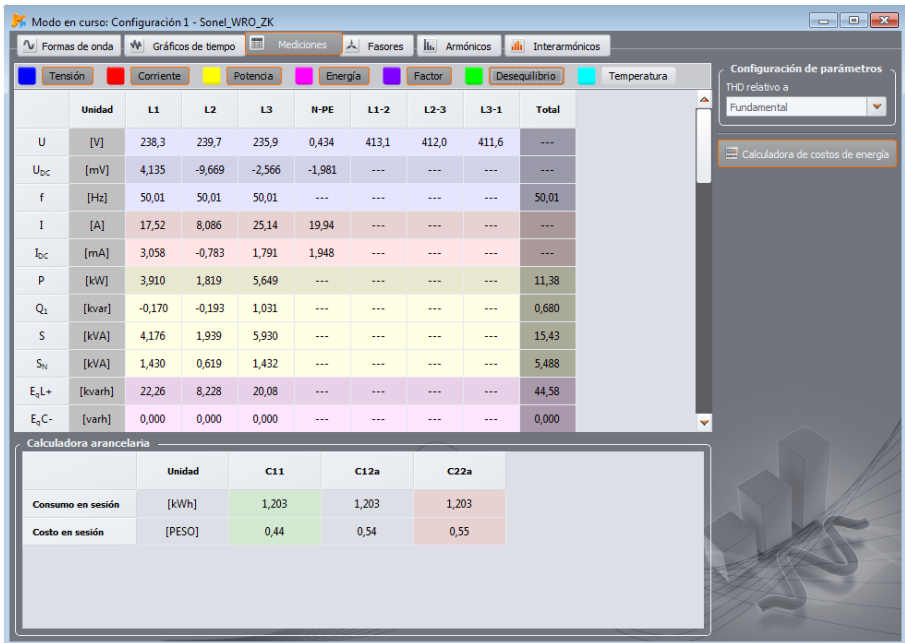 Modo en curso: Configuración 1 - Sonel_WRO_ZK
Formas de onda Gráficos de tiempo Mediciones Fasores Armónicos Interarmónicos
Tensión Corriente Potencia Energía Factor Desequilibrio Temperatura
Configuración de parámetros
THD relativo a
Fundamental
Calculadora de costos de energía
Unidad L1 L2 L3 N-PE L1-2 L2-3 L3-1 Total
U [V] 238,3 239,7 235,9 0,434 413,1 412,0 411,6 ---
UDC [mV] 4,135 -9,669 -2,566 -1,981 --- --- --- ---
f [Hz] 50,01 50,01 50,01 --- --- --- --- 50,01
I [A] 17,52 8,086 25,14 19,94 --- --- --- ---
IDC [mA] 3,058 -0,783 1,791 1,948 --- --- --- ---
P [kW] 3,910 1,819 5,649 --- --- --- --- 11,38
Q1 [kvar] -0,170 -0,193 1,031 --- --- --- --- 0,680
S [kVA] 4,176 1,939 5,930 --- --- --- --- 15,43
SN [kVA] 1,430 0,619 1,432 --- --- --- --- 5,488
EqL+ [kvarh] 22,26 8,228 20,08 --- --- --- --- 44,58
EqC- [varh] 0,000 0,000 0,000 --- --- --- --- 0,000
Calculadora arancelaria
Unidad C11 C12a C22a
Consumo en sesión [kWh] 1,203 1,203 1,203
Costo en sesión [PESO] 0,44 0,54 0,55